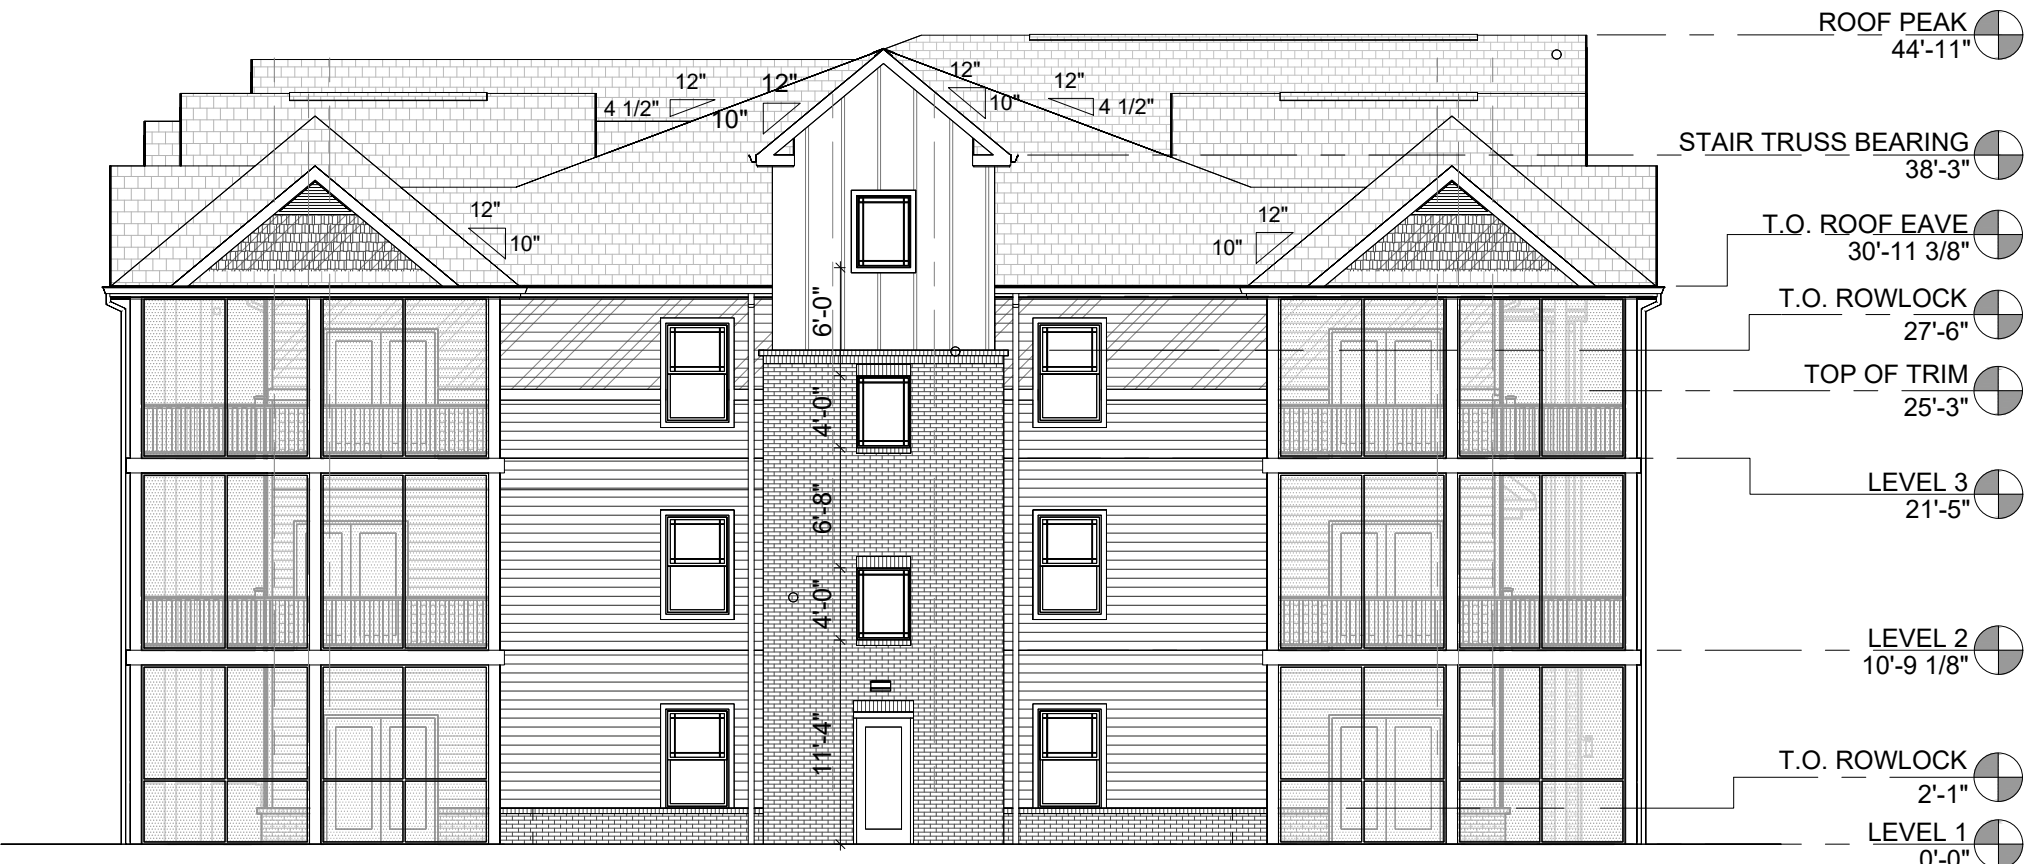 ROOF PEAK
44'-11"
12"
4 1/2"
12"
10"
12"
10"
12"
4 1/2"
STAIR TRUSS BEARING
38'-3"
12"
10"
12"
10"
T.O. ROOF EAVE
30'-11 3/8"
6'-0"
T.O. ROWLOCK
27'-6"
TOP OF TRIM
25'-3"
4'-0"
6'-8"
LEVEL 3
21'-5"
4'-0"
LEVEL 2
10'-9 1/8"
11'-4"
T.O. ROWLOCK
2'-1"
LEVEL 1
0'-0"